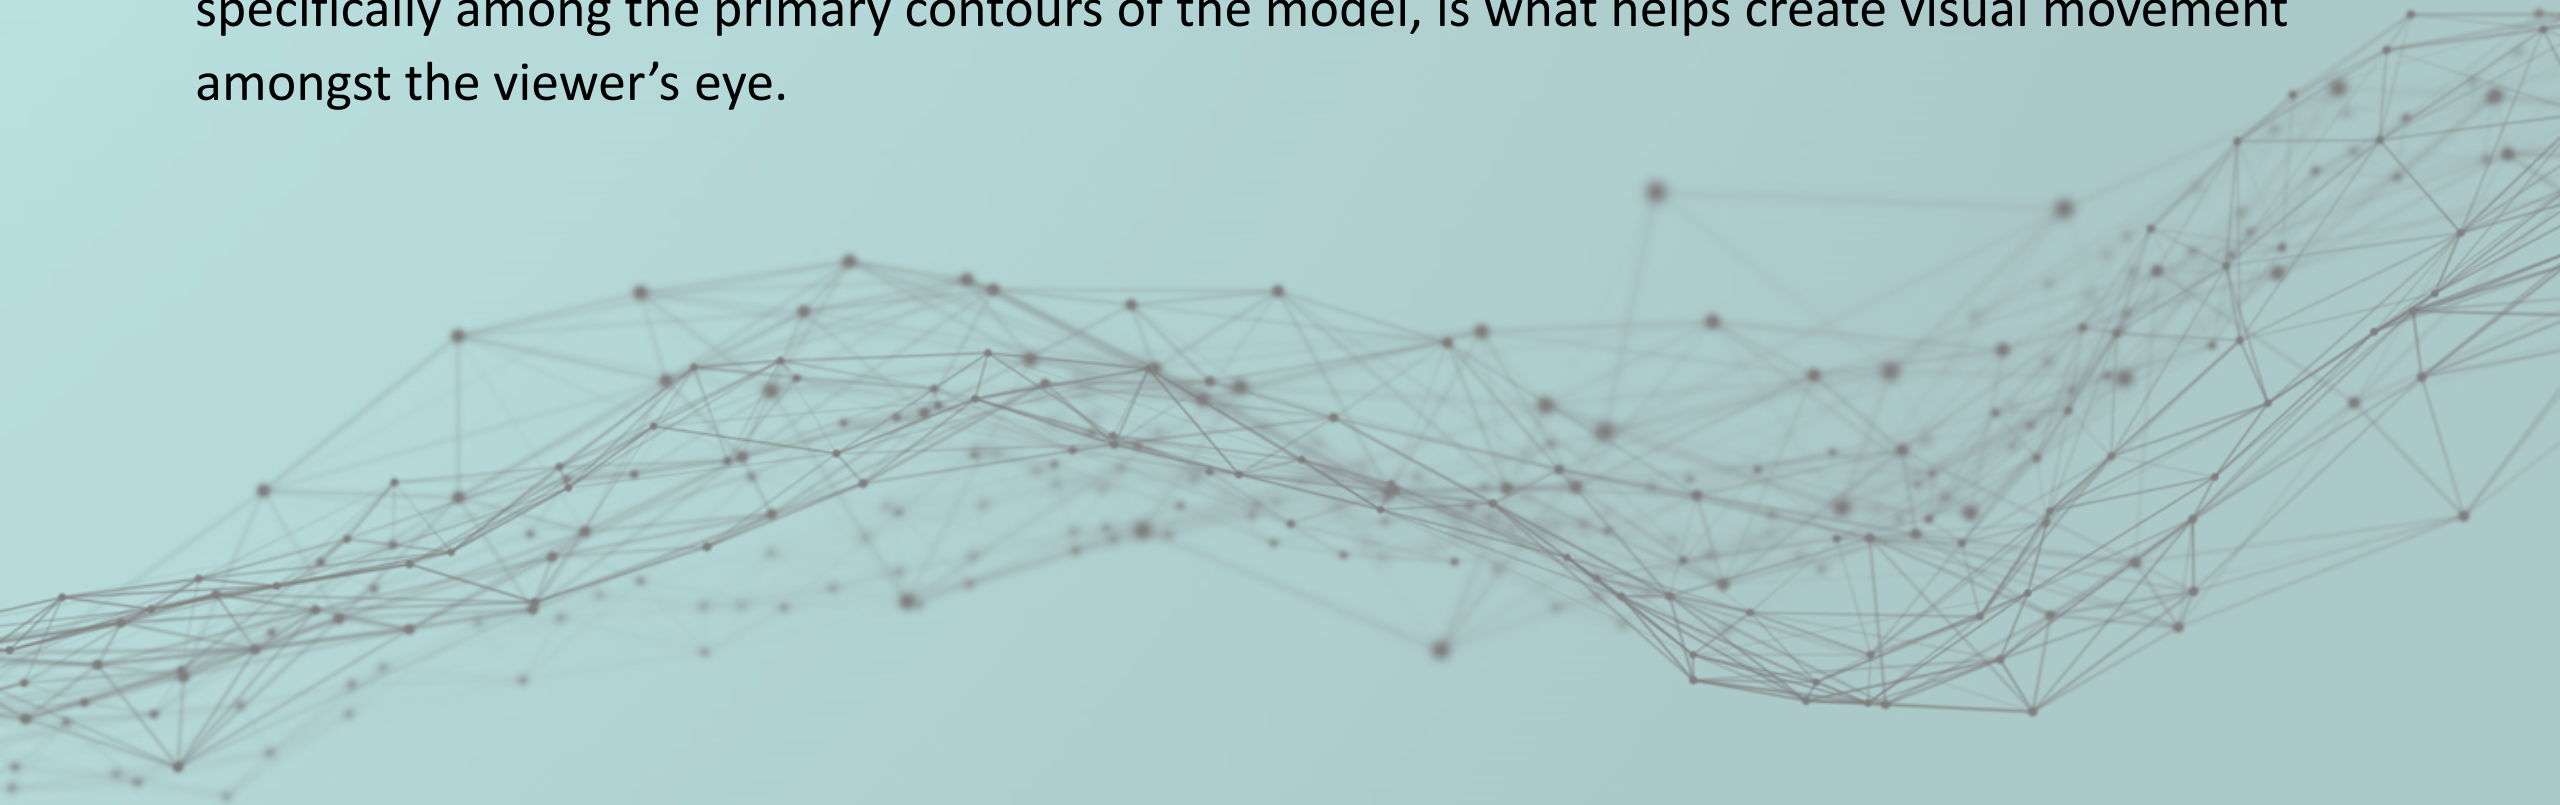 specifically among the primary contours of the model, is what helps create visual movement
amongst the viewer’s eye.